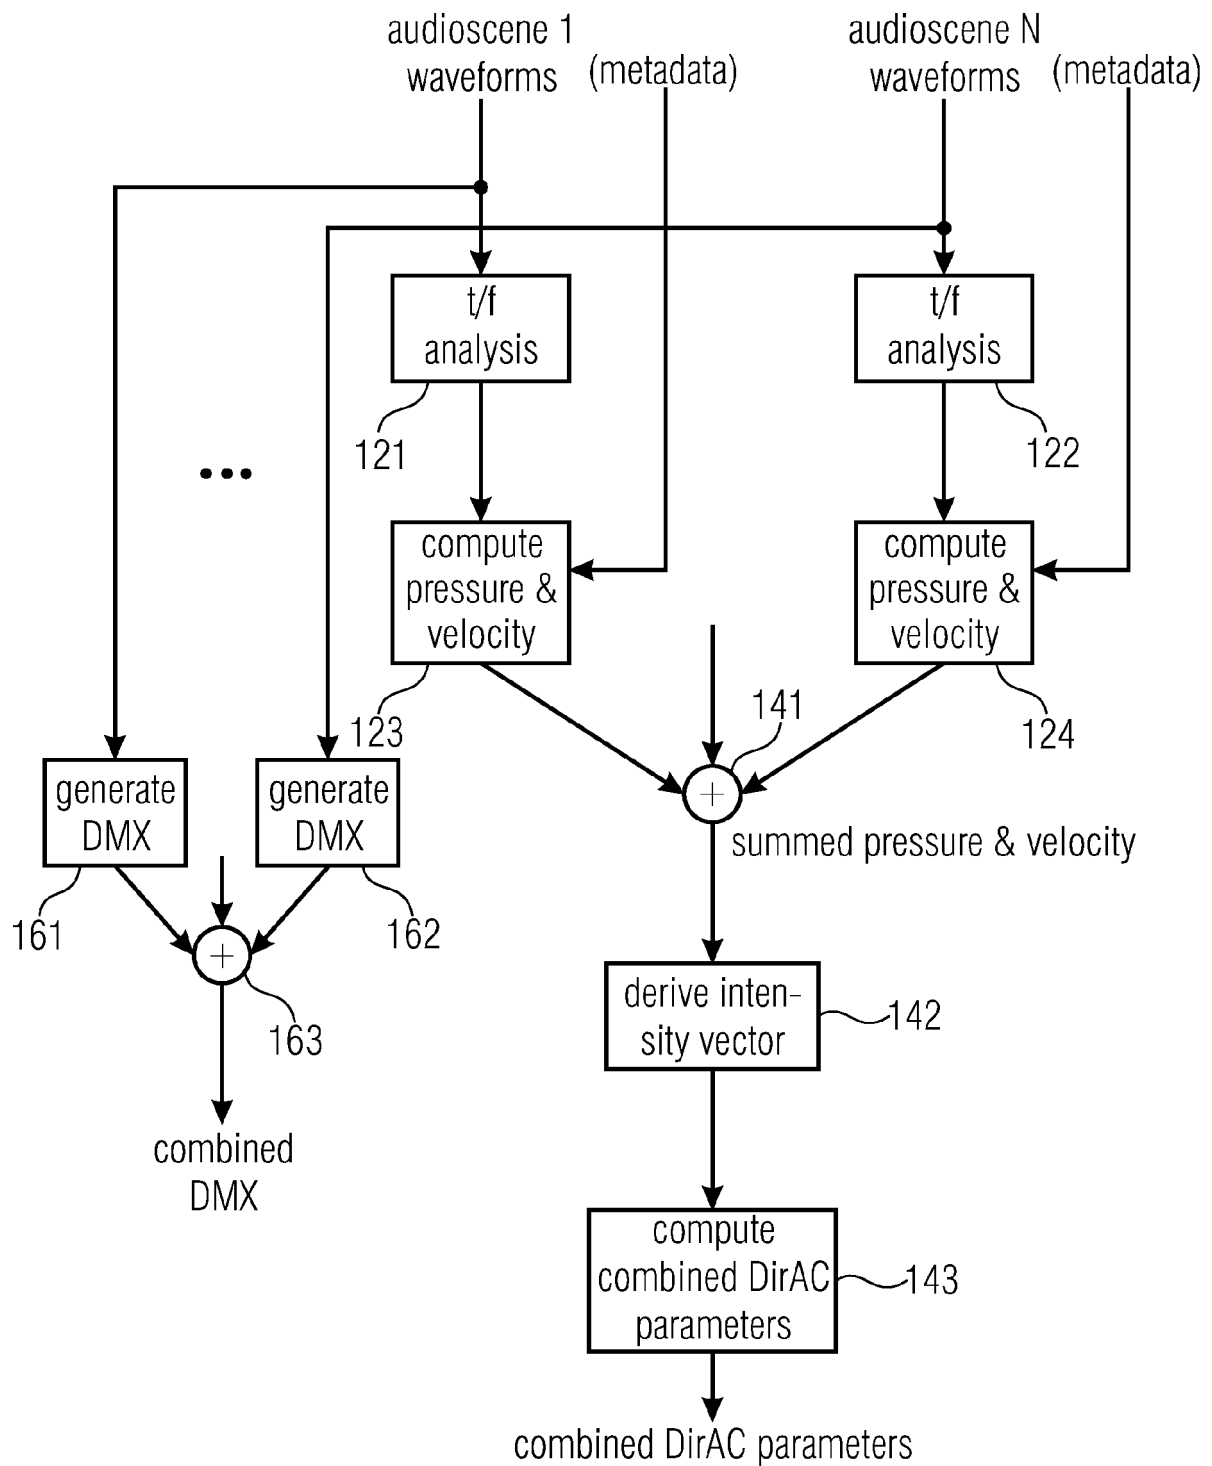 audioscene 1
waveforms
(metadata)
audioscene N
waveforms
(metadata)
t/f
analysis
121
t/f
analysis
122
...
compute
pressure &
velocity
123
compute
pressure &
velocity
124
141
+
summed pressure & velocity
generate
DMX
161
generate
DMX
162
+
163
combined
DMX
derive inten-
sity vector
142
compute
combined DirAC
parameters
143
combined DirAC parameters